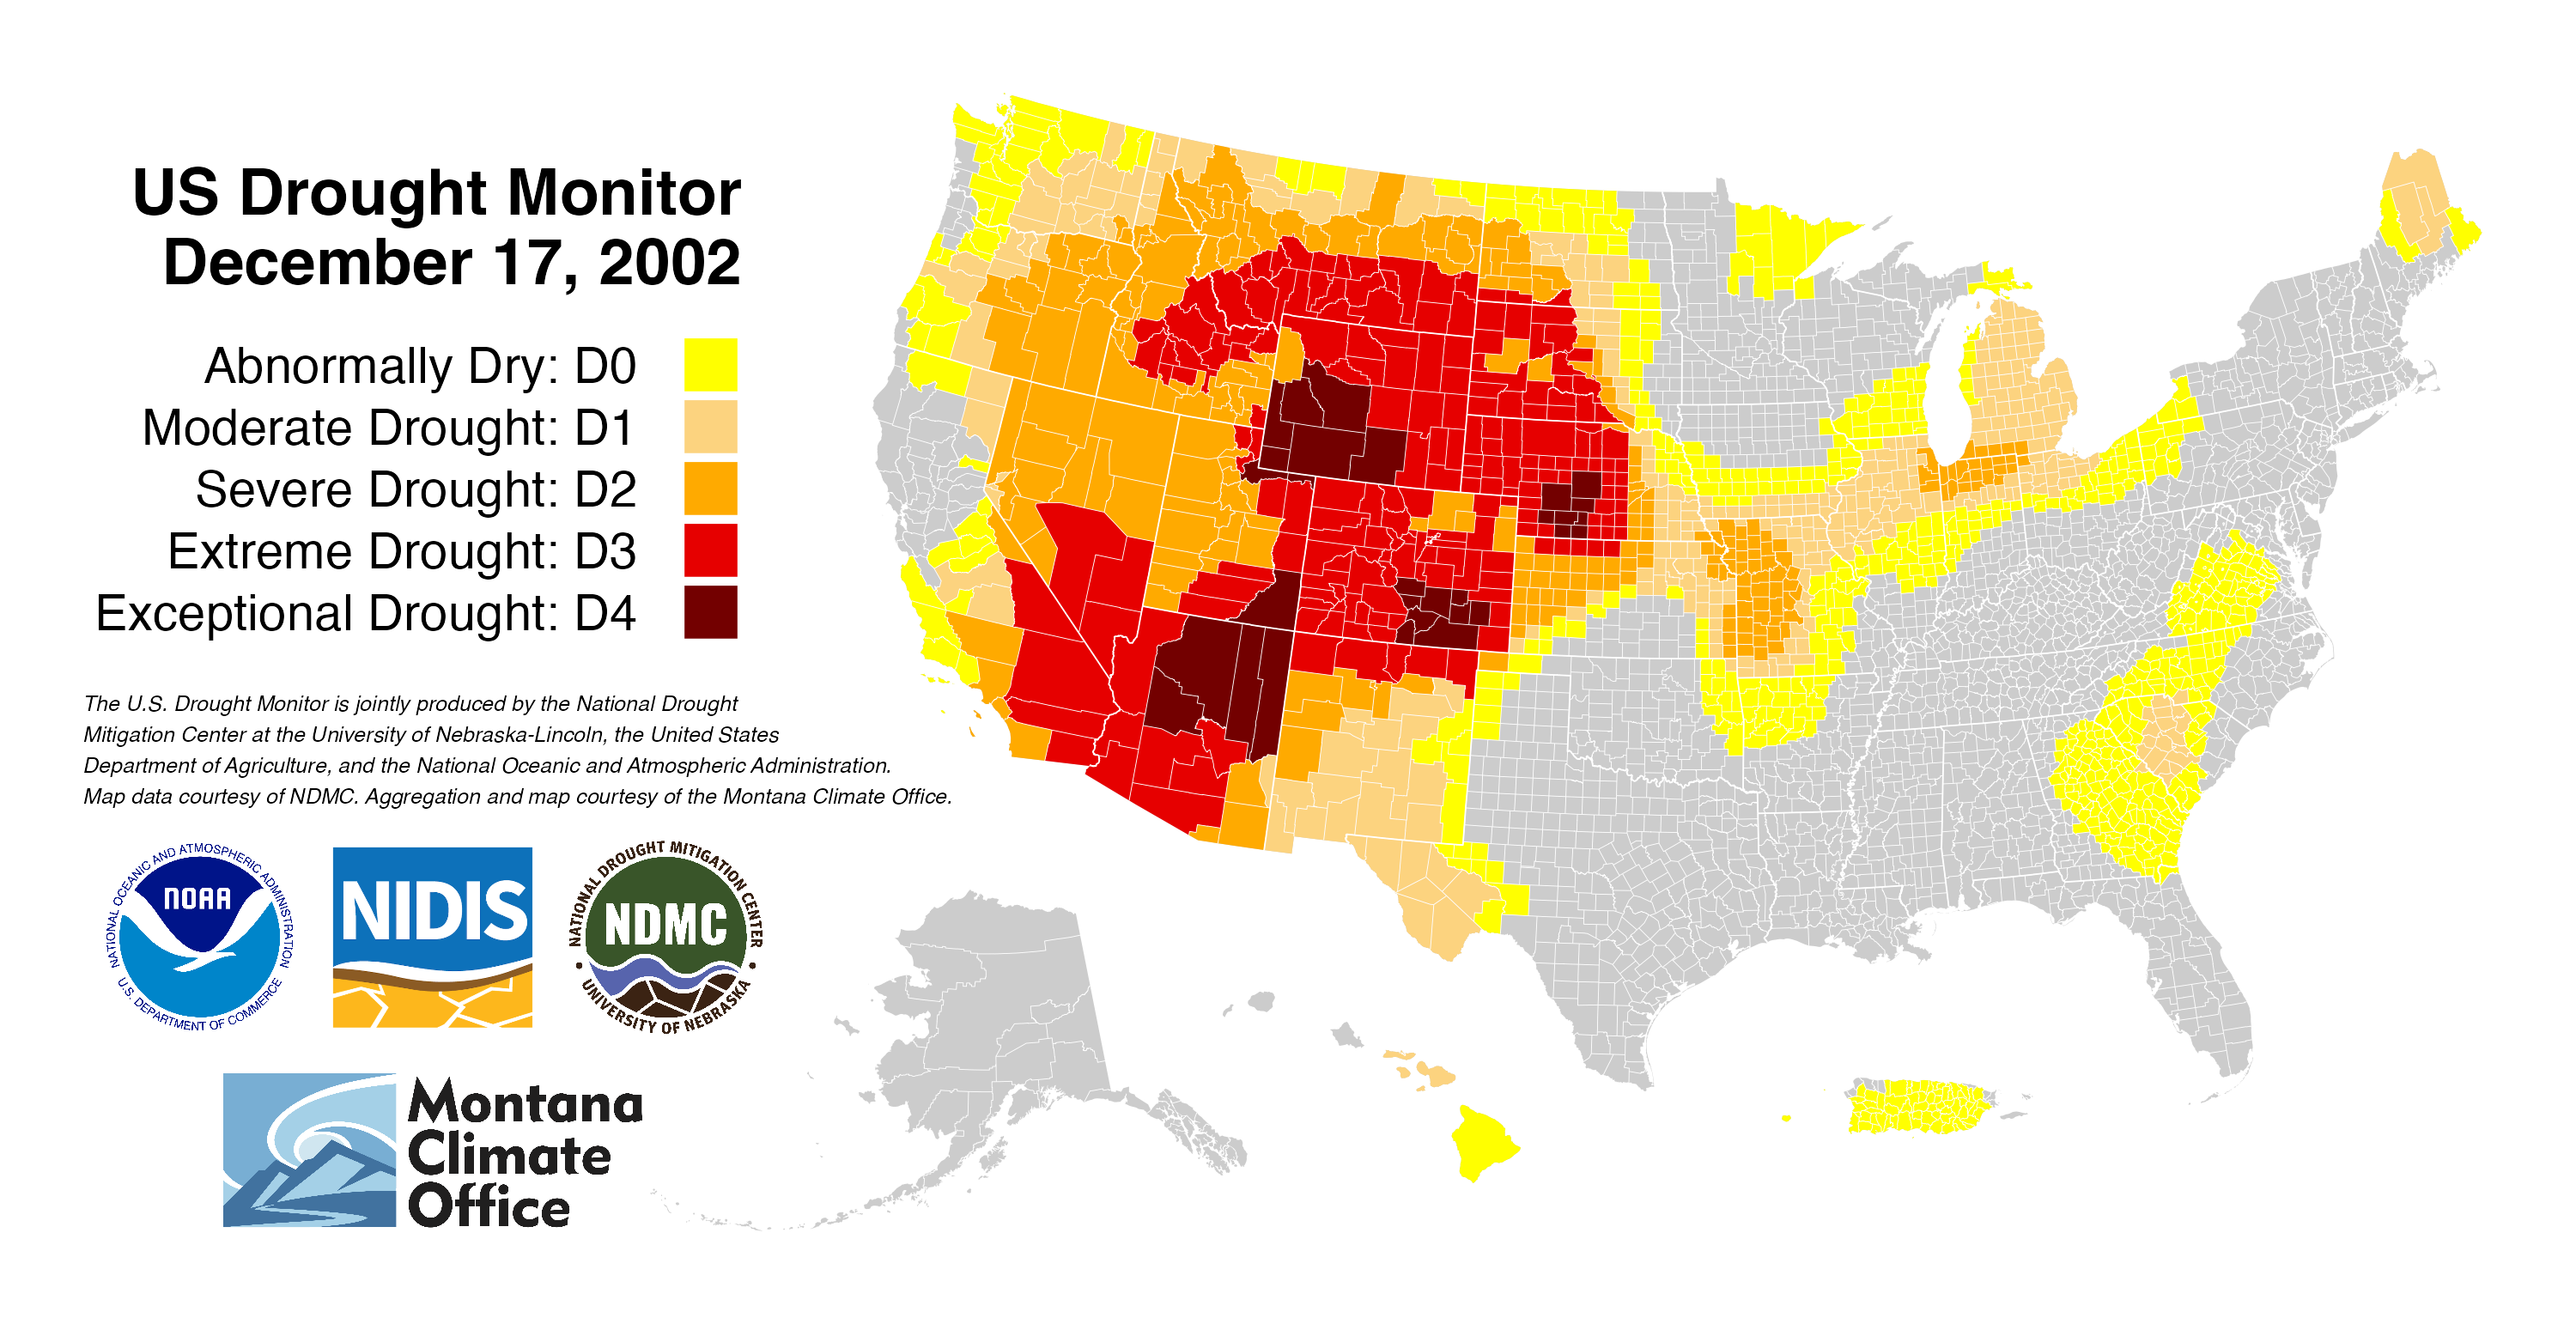 US Drought Monitor
December 17, 2002
Abnormally Dry: D0
Moderate Drought: D1
Severe Drought: D2
Extreme Drought: D3
Exceptional Drought: D4
The U.S. Drought Monitor is jointly produced by the National Drought
Mitigation Center at the University of Nebraska-Lincoln, the United States
Department of Agriculture, and the National Oceanic and Atmospheric Administration.
Map data courtesy of NDMC. Aggregation and map courtesy of the Montana Climate Office.
NATIONAL OCEANIC AND ATMOSPHERIC ADMINISTRATION
NOAA
U.S. DEPARTMENT OF COMMERCE
NIDIS
NATIONAL DROUGHT MITIGATION CENTER
NDMC
• UNIVERSITY OF NEBRASKA •
Montana
Climate
Office